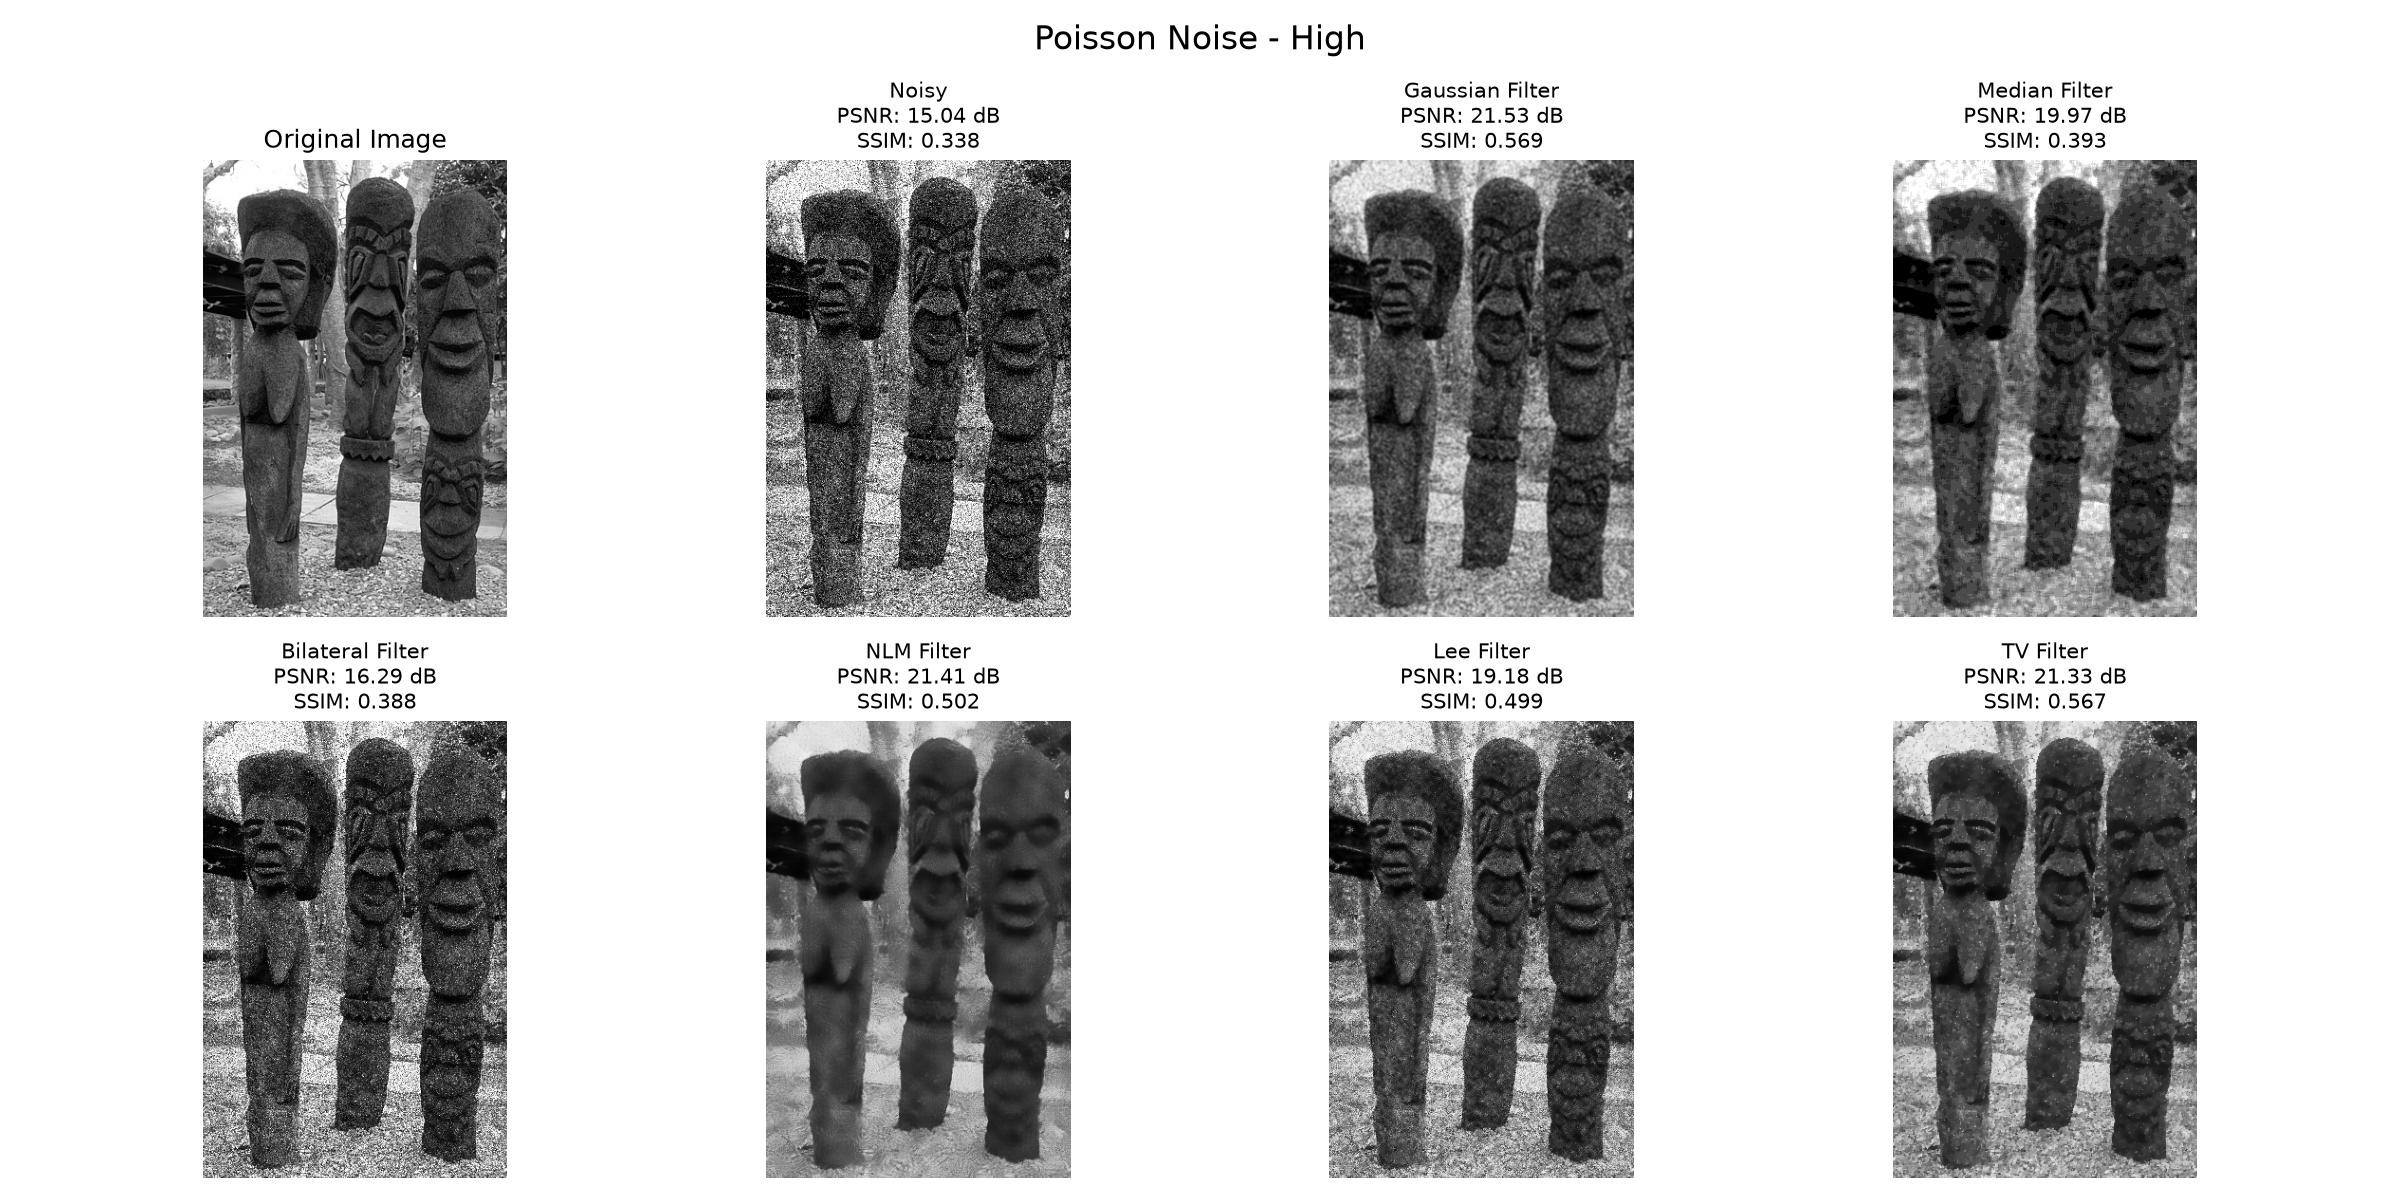 Poisson Noise - High
Original Image
Noisy
PSNR: 15.04 dB
SSIM: 0.338
Gaussian Filter
PSNR: 21.53 dB
SSIM: 0.569
Median Filter
PSNR: 19.97 dB
SSIM: 0.393
Bilateral Filter
PSNR: 16.29 dB
SSIM: 0.388
NLM Filter
PSNR: 21.41 dB
SSIM: 0.502
Lee Filter
PSNR: 19.18 dB
SSIM: 0.499
TV Filter
PSNR: 21.33 dB
SSIM: 0.567